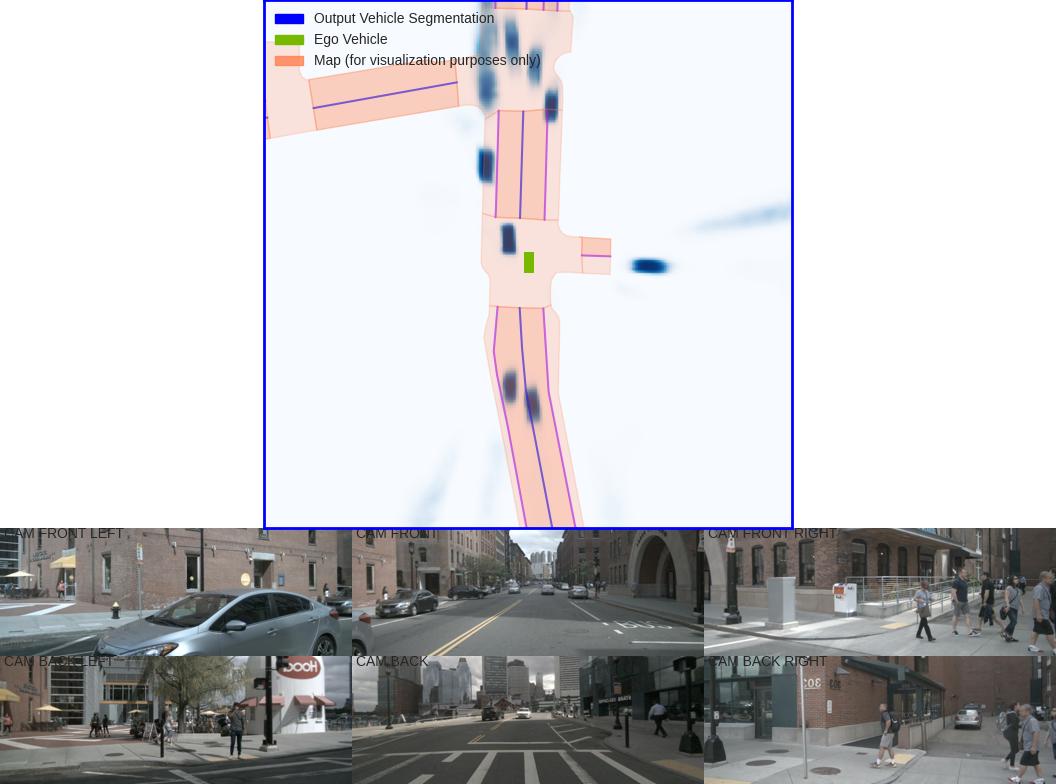 Output Vehicle Segmentation
Ego Vehicle
Map (for visualization purposes only)
CAM FRONT LEFT
CAM FRONT
CAM FRONT RIGHT
BUS
CAM BACK LEFT
CAM BACK
CAM BACK RIGHT